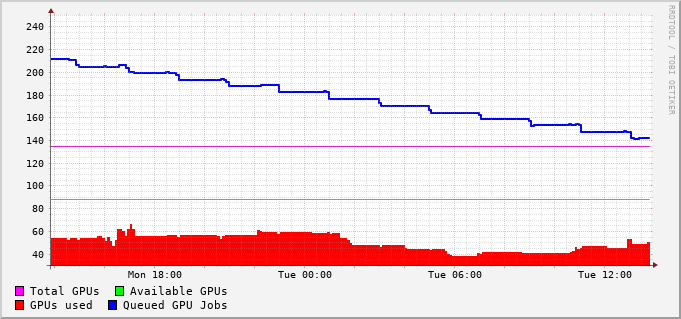 RRDTOOL / TOBI OETIKER
240
220
200
180
160
140
120
100
80
60
40
Mon 18:00 Tue 00:00 Tue 06:00 Tue 12:00
Total GPUs Available GPUs
GPUs used Queued GPU Jobs